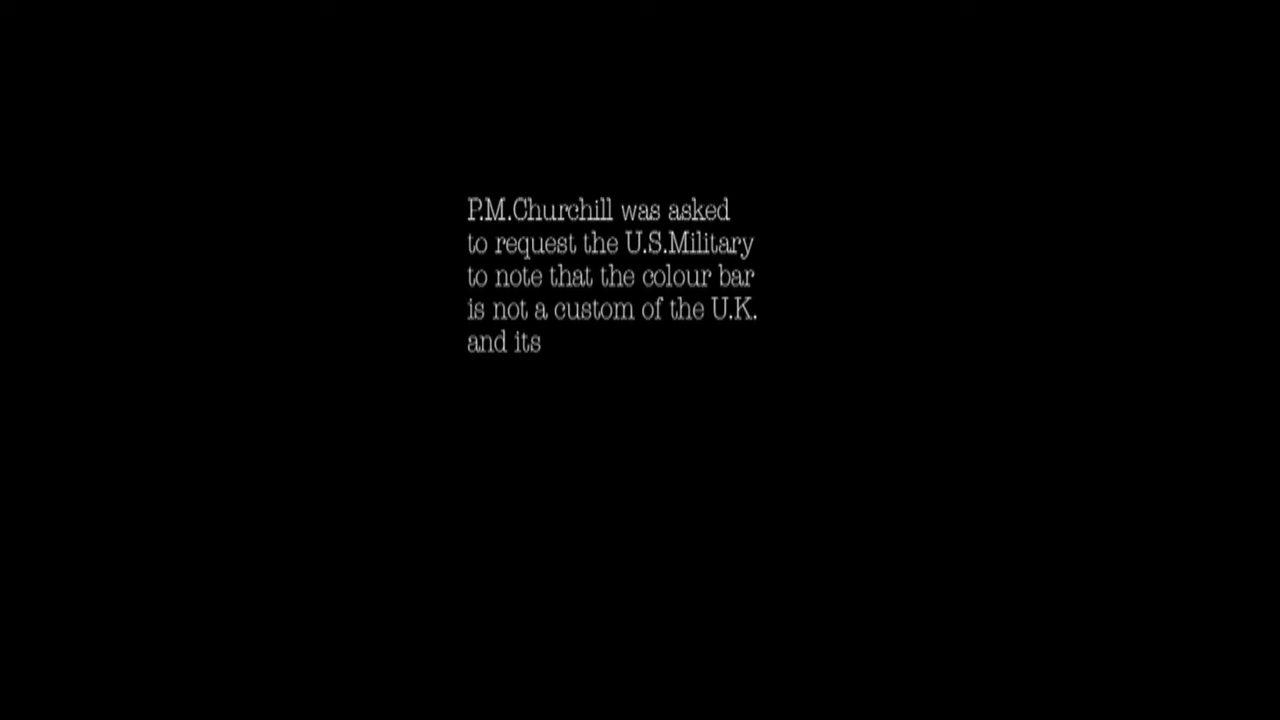 P.M.Churchill was asked
to request the U.S.Military
to note that the colour bar
is not a custom of the U.K.
and its